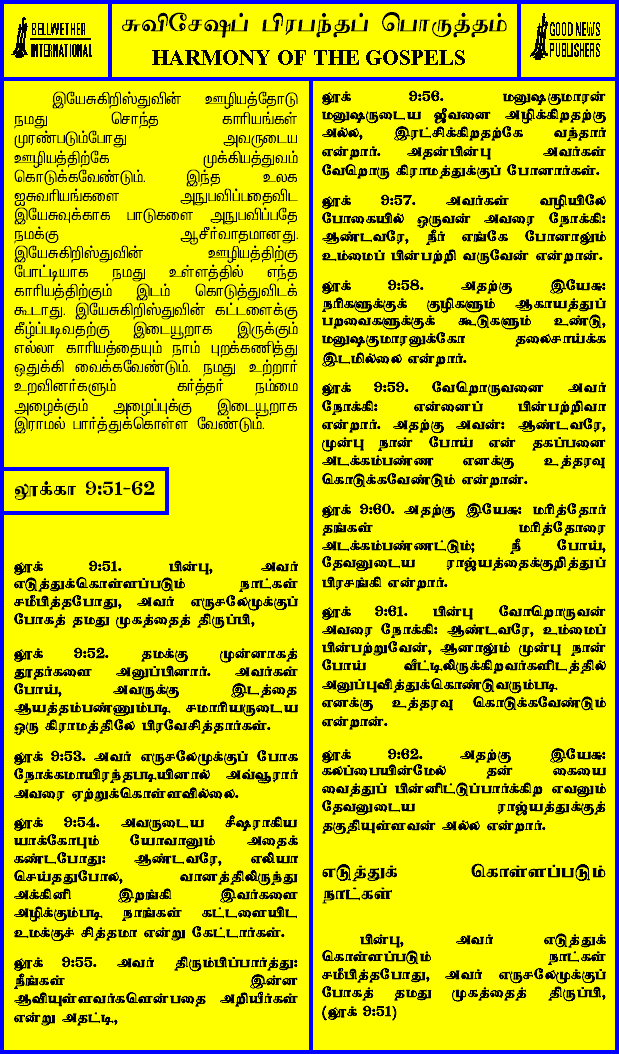 BELLWETHER
INTERNATIONAL
சுவிசேஷப் பிரபந்தப் பொருத்தம்
HARMONY OF THE GOSPELS
GOOD NEWS
PUBLISHERS
இயேசுகிறிஸ்துவின் ஊழியத்தோடு
நமது சொந்த காரியங்கள்
முரண்படும்போது அவருடைய
ஊழியத்திற்கே முக்கியத்துவம்
கொடுக்கவேண்டும். இந்த உலக
ஐசுவரியங்களை அநுபவிப்பதைவிட
இயேசுவுக்காக பாடுகளை அநுபவிப்பதே
நமக்கு ஆசீர்வாதமானது.
இயேசுகிறிஸ்துவின் ஊழியத்திற்கு
போட்டியாக நமது உள்ளத்தில் எந்த
காரியத்திற்கும் இடம் கொடுத்துவிடக்
கூடாது. இயேசுகிறிஸ்துவின் கட்டளைக்கு
கீழ்ப்படிவதற்கு இடையூறாக இருக்கும்
எல்லா காரியத்தையும் நாம் புறக்கணித்து
ஒதுக்கி வைக்கவேண்டும். நமது உற்றார்
உறவினர்களும் கர்த்தர் நம்மை
அழைக்கும் அழைப்புக்கு இடையூறாக
இராமல் பார்த்துக்கொள்ள வேண்டும்.
லூக்கா 9:51-62
லூக் 9:51. பின்பு, அவர்
எடுத்துக்கொள்ளப்படும் நாட்கள்
சமீபித்தபோது, அவர் எருசலேமுக்குப்
போகத் தமது முகத்தைத் திருப்பி,
லூக் 9:52. தமக்கு முன்னாகத்
தூதர்களை அனுப்பினார். அவர்கள்
போய், அவருக்கு இடத்தை
ஆயத்தம்பண்ணும்படி சமாரியருடைய
ஒரு கிராமத்திலே பிரவேசித்தார்கள்.
லூக் 9:53. அவர் எருசலேமுக்குப் போக
நோக்கமாயிரந்தபடியினால் அவ்வூரார்
அவரை ஏற்றுக்கொள்ளவில்லை.
லூக் 9:54. அவருடைய சீஷராகிய
யாக்கோபும் யோவானும் அதைக்
கண்டபோது: ஆண்டவரே, எலியா
செய்ததுபோல, வானத்திலிருந்து
அக்கினி இறங்கி இவர்களை
அழிக்கும்படி நாங்கள் கட்டளையிட
உமக்குச் சித்தமா என்று கேட்டார்கள்.
லூக் 9:55. அவர் திரும்பிப்பார்த்து:
நீங்கள் இன்ன
ஆவியுள்ளவர்களென்பதை அறியீர்கள்
என்று அதட்டி,
லூக் 9:56. மனுஷகுமாரன்
மனுஷருடைய ஜீவனை அழிக்கிறதற்கு
அல்ல, இரட்சிக்கிறதற்கே வந்தார்
என்றார். அதன்பின்பு அவர்கள்
வேறொரு கிராமத்துக்குப் போனார்கள்.
லூக் 9:57. அவர்கள் வழியிலே
போகையில் ஒருவன் அவரை நோக்கி:
ஆண்டவரே, நீர் எங்கே போனாலும்
உம்மைப் பின்பற்றி வருவேன் என்றான்.
லூக் 9:58. அதற்கு இயேசு:
நரிகளுக்குக் குழிகளும் ஆகாயத்துப்
பறவைகளுக்குக் கூடுகளும் உண்டு,
மனுஷகுமாரனுக்கோ தலைசாய்க்க
இடமில்லை என்றார்.
லூக் 9:59. வேறொருவனை அவர்
நோக்கி: என்னைப் பின்பற்றிவா
என்றார். அதற்கு அவன்: ஆண்டவரே,
முன்பு நான் போய் என் தகப்பனை
அடக்கம்பண்ண எனக்கு உத்தரவு
கொடுக்கவேண்டும் என்றான்.
லூக் 9:60. அதற்கு இயேசு: மரித்தோர்
தங்கள் மரித்தோரை
அடக்கம்பண்ணட்டும்; நீ போய்,
தேவனுடைய ராஜ்யத்தைக்குறித்துப்
பிரசங்கி என்றார்.
லூக் 9:61. பின்பு வோறொருவன்
அவரை நோக்கி: ஆண்டவரே, உம்மைப்
பின்பற்றுவேன், ஆனாலும் முன்பு நான்
போய் வீட்டிலிருக்கிறவர்களிடத்தில்
அனுப்புவித்துக்கொண்டுவரும்படி
எனக்கு உத்தரவு கொடுக்கவேண்டும்
என்றான்.
லூக் 9:62. அதற்கு இயேசு:
கலப்பையின்மேல் தன் கையை
வைத்துப் பின்னிட்டுப்பார்க்கிற எவனும்
தேவனுடைய ராஜ்யத்துக்குத்
தகுதியுள்ளவன் அல்ல என்றார்.
எடுத்துக் கொள்ளப்படும்
நாட்கள்
பின்பு, அவர் எடுத்துக்
கொள்ளப்படும் நாட்கள்
சமீபித்தபோது, அவர் எருசலேமுக்குப்
போகத் தமது முகத்தைத் திருப்பி,
(லூக் 9:51)